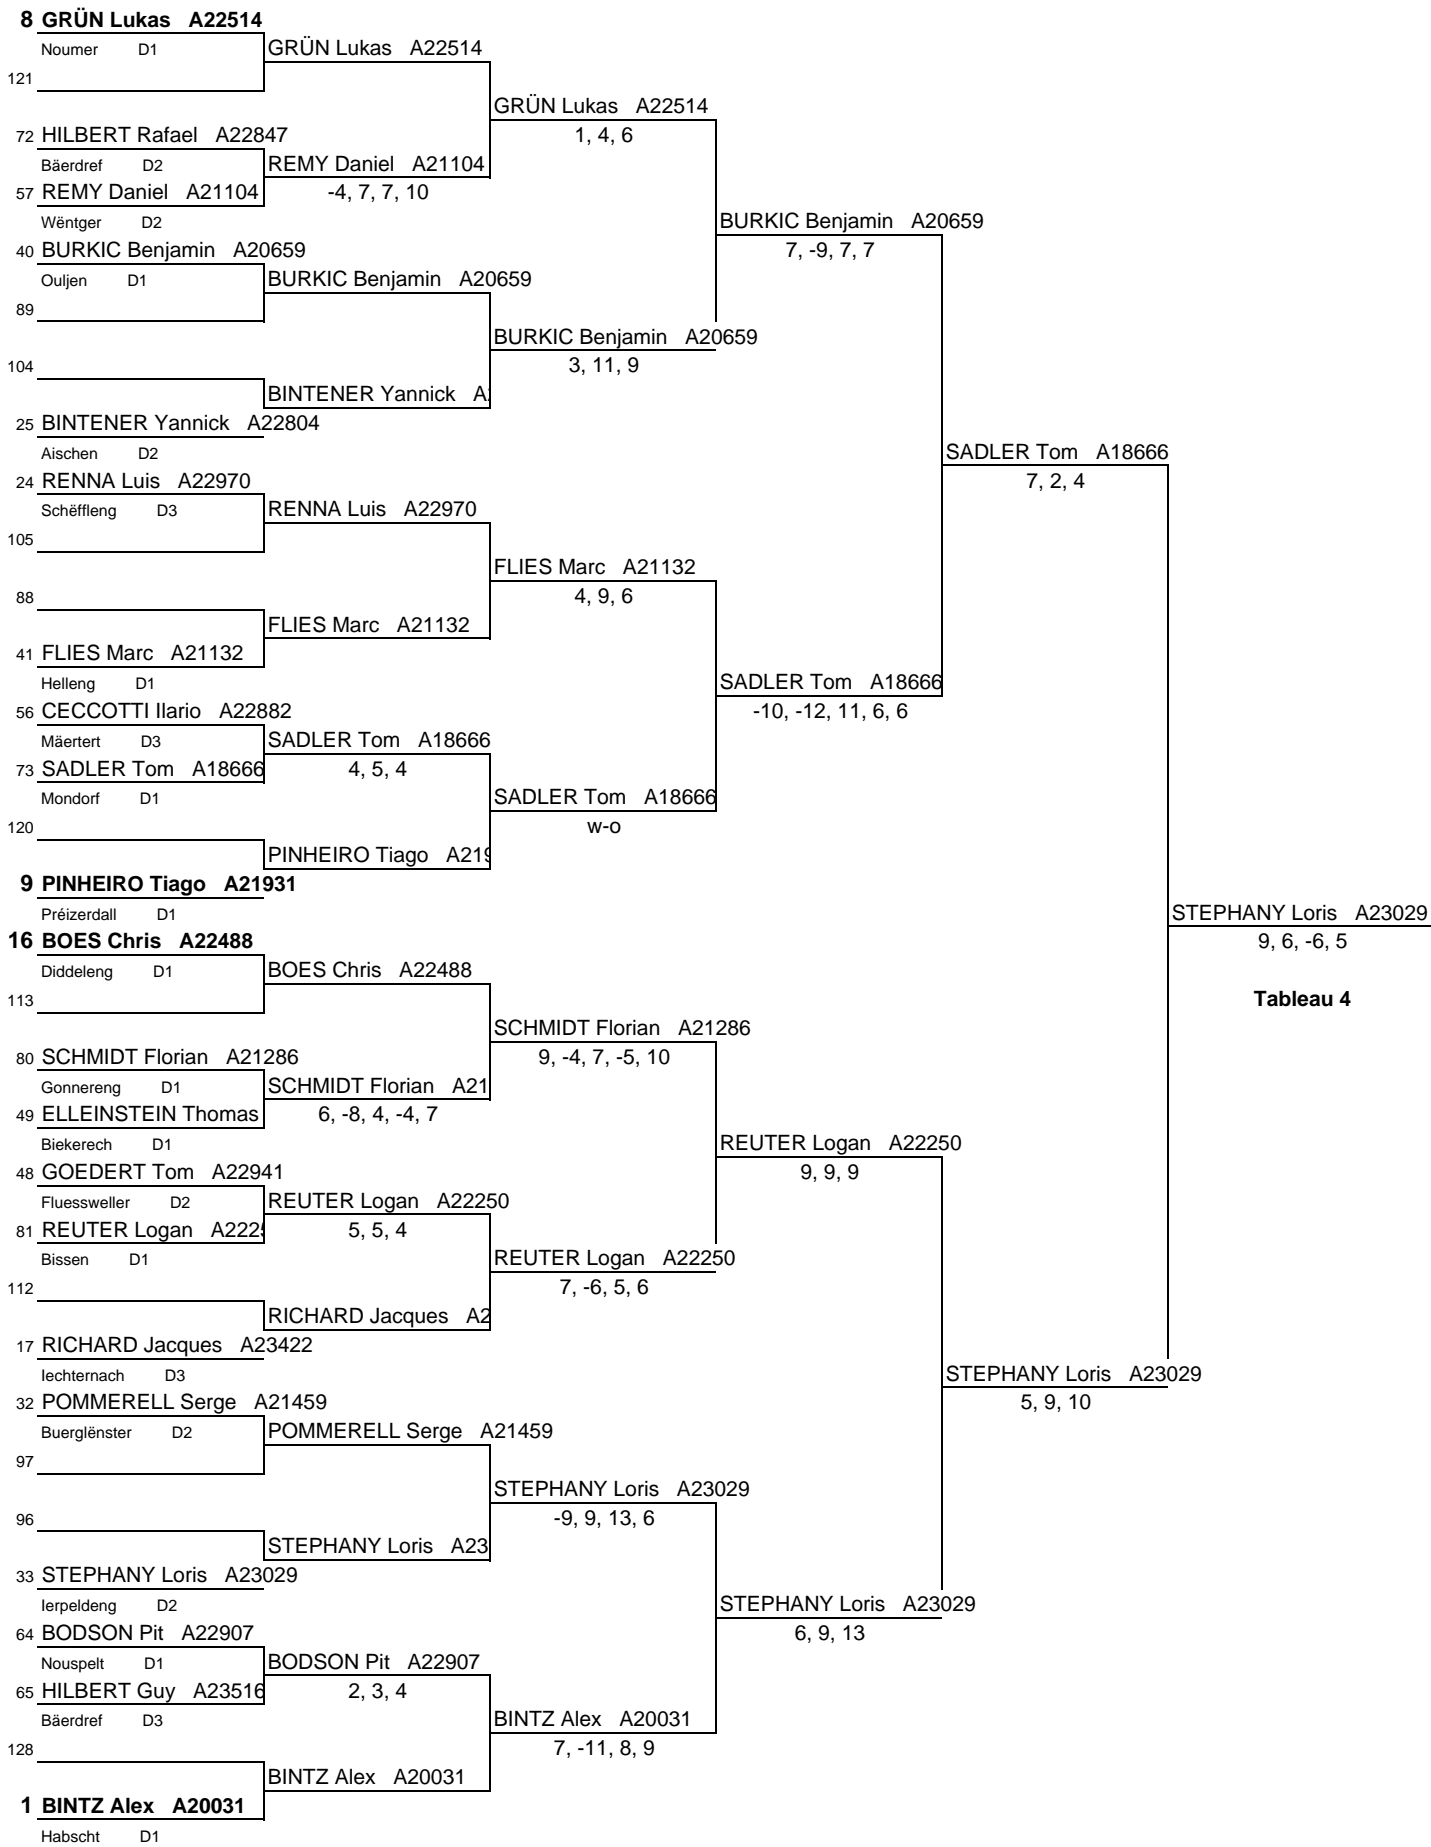 8 GRÜN Lukas A22514
Noumer D1 GRÜN Lukas A22514
121
GRÜN Lukas A22514
72 HILBERT Rafael A22847 1, 4, 6
Bäerdref D2 REMY Daniel A21104
57 REMY Daniel A21104 -4, 7, 7, 10
Wëntger D2 BURKIC Benjamin A20659
40 BURKIC Benjamin A20659 7, -9, 7, 7
Ouljen D1 BURKIC Benjamin A20659
89
BURKIC Benjamin A20659
104 3, 11, 9
BINTENER Yannick A
25 BINTENER Yannick A22804
Aischen D2 SADLER Tom A18666
24 RENNA Luis A22970 7, 2, 4
Schëffleng D3 RENNA Luis A22970
105
FLIES Marc A21132
88 4, 9, 6
FLIES Marc A21132
41 FLIES Marc A21132
Helleng D1 SADLER Tom A18666
56 CECCOTTI Ilario A22882 -10, -12, 11, 6, 6
Mäertert D3 SADLER Tom A18666
73 SADLER Tom A18666 4, 5, 4
Mondorf D1 SADLER Tom A18666
120 w-o
PINHEIRO Tiago A219
9 PINHEIRO Tiago A21931
Préizerdall D1 STEPHANY Loris A23029
16 BOES Chris A22488 9, 6, -6, 5
Diddeleng D1 BOES Chris A22488
113 Tableau 4
SCHMIDT Florian A21286
80 SCHMIDT Florian A21286 9, -4, 7, -5, 10
Gonnereng D1 SCHMIDT Florian A21
49 ELLEINSTEIN Thomas 6, -8, 4, -4, 7
Biekerech D1 REUTER Logan A22250
48 GOEDERT Tom A22941 9, 9, 9
Fluessweller D2 REUTER Logan A22250
81 REUTER Logan A222 5, 5, 4
Bissen D1 REUTER Logan A22250
112 7, -6, 5, 6
RICHARD Jacques A2
17 RICHARD Jacques A23422
Iechternach D3 STEPHANY Loris A23029
32 POMMERELL Serge A21459 5, 9, 10
Buerglënster D2 POMMERELL Serge A21459
97
STEPHANY Loris A23029
96 -9, 9, 13, 6
STEPHANY Loris A23
33 STEPHANY Loris A23029
Ierpeldeng D2 STEPHANY Loris A23029
64 BODSON Pit A22907 6, 9, 13
Nouspelt D1 BODSON Pit A22907
65 HILBERT Guy A23516 2, 3, 4
Bäerdref D3 BINTZ Alex A20031
128 7, -11, 8, 9
BINTZ Alex A20031
1 BINTZ Alex A20031
Habscht D1